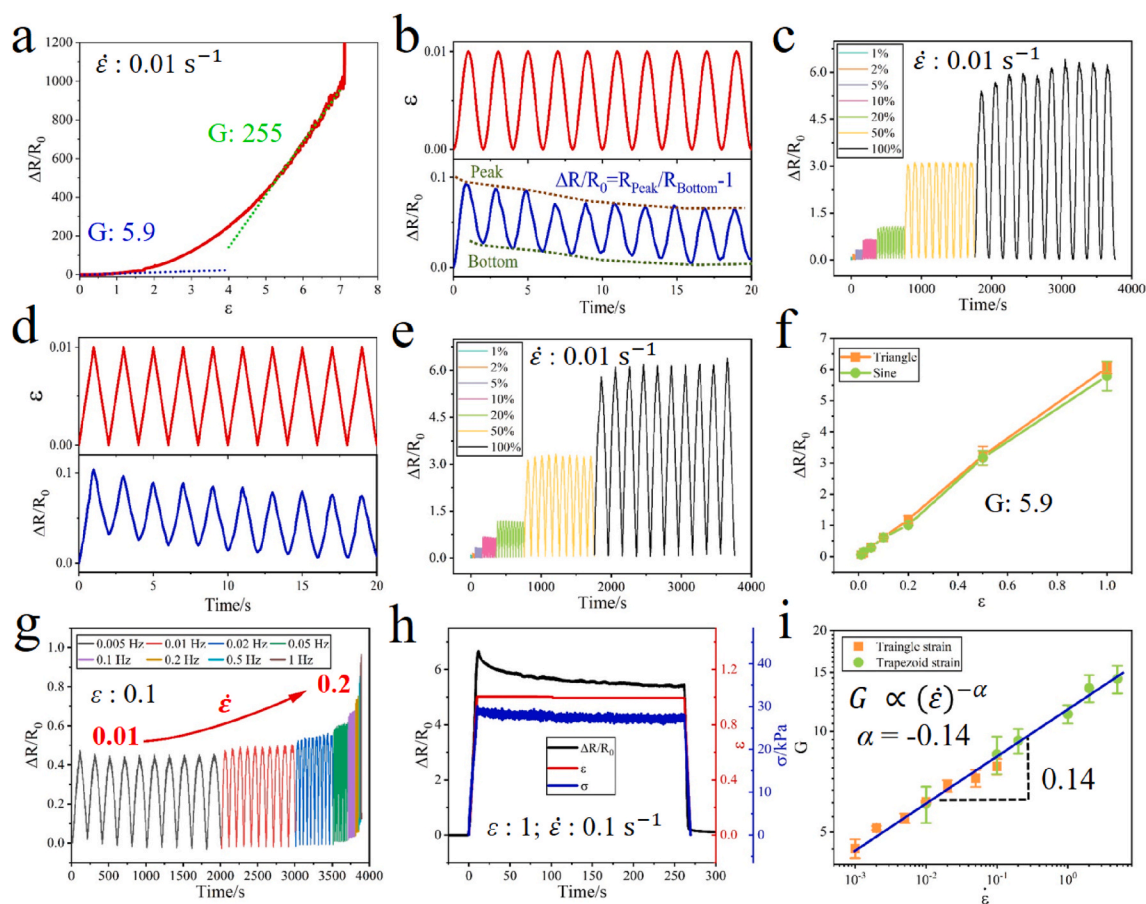 a
ε̇ : 0.01 s⁻¹
G: 255
G: 5.9
ΔR/R₀
1200
1000
800
600
400
200
0
0 1 2 3 4 5 6 7 8
ε
b
ε
0.01
0.00
Peak
ΔR/R₀=R_Peak/R_Bottom-1
Bottom
ΔR/R₀
0.1
0.0
0 5 10 15 20
Time/s
c
1%
2%
5%
10%
20%
50%
100%
ε̇ : 0.01 s⁻¹
ΔR/R₀
6.0
4.5
3.0
1.5
0.0
0 1000 2000 3000 4000
Time/s
d
ε
0.01
0.00
ΔR/R₀
0.1
0.0
0 5 10 15 20
Time/s
e
1%
2%
5%
10%
20%
50%
100%
ε̇ : 0.01 s⁻¹
ΔR/R₀
6.0
4.5
3.0
1.5
0.0
0 1000 2000 3000 4000
Time/s
f
Triangle
Sine
G: 5.9
ΔR/R₀
7
6
5
4
3
2
1
0
0.0 0.2 0.4 0.6 0.8 1.0
ε
g
0.005 Hz 0.01 Hz 0.02 Hz 0.05 Hz
0.1 Hz 0.2 Hz 0.5 Hz 1 Hz
ε : 0.1
0.01 ε̇ 0.2
ΔR/R₀
1.0
0.8
0.6
0.4
0.2
0.0
0 500 1000 1500 2000 2500 3000 3500 4000
Time/s
h
ΔR/R₀
ε
σ
ε : 1; ε̇ : 0.1 s⁻¹
ΔR/R₀
8
6
4
2
0
0 50 100 150 200 250 300
Time/s
ε
1.2
0.9
0.6
0.3
0.0
σ/kPa
40
30
20
10
0
i
Traingle strain
Trapezoid strain
G ∝ (ε̇)⁻ᵅ
α = -0.14
0.14
G
20
15
10
5
10⁻³ 10⁻² 10⁻¹ 10⁰
ε̇